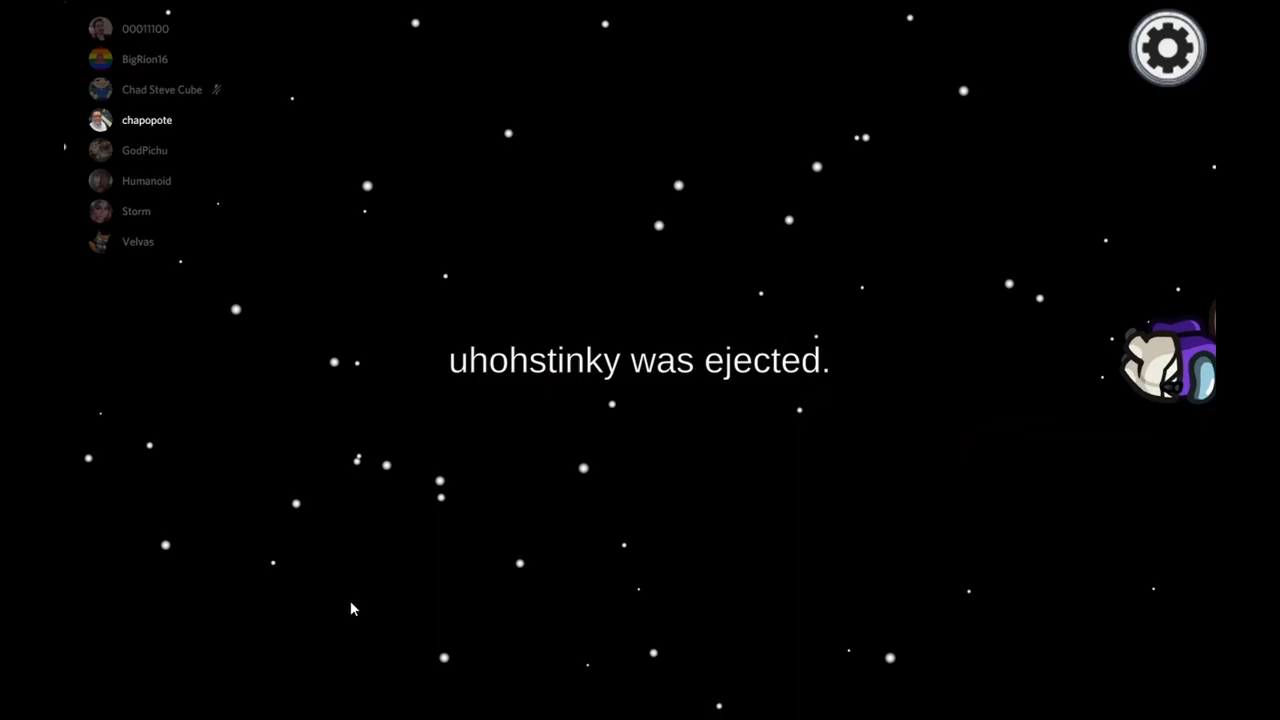 00011100
BigRion16
Chad Steve Cube
chapopote
GodPichu
Humanoid
Storm
Velvas
uhohstinky was ejected.